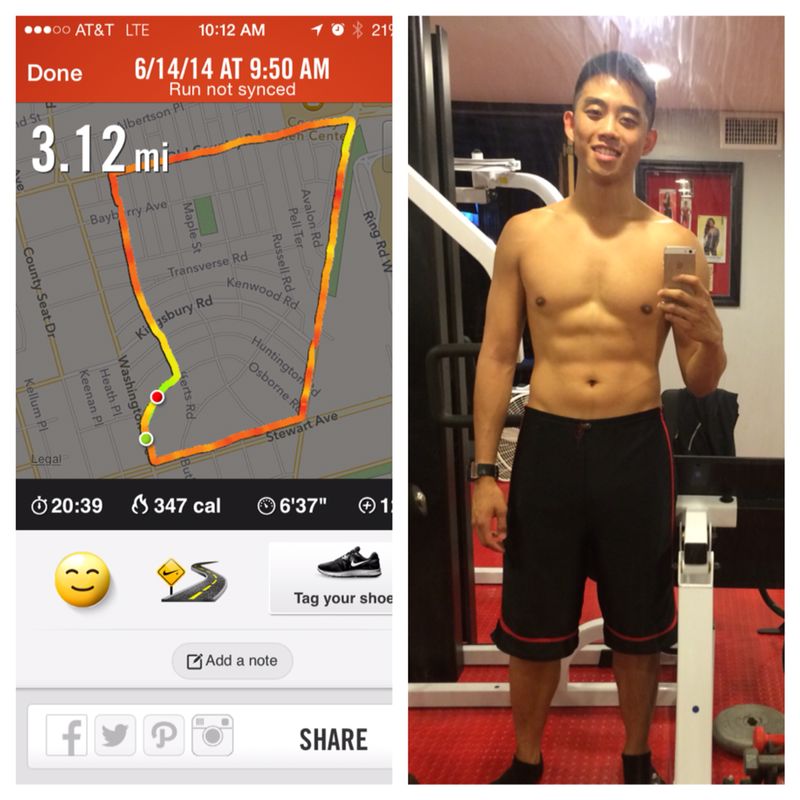 AT&T LTE 10:12 AM 21%
Done
6/14/14 AT 9:50 AM
Run not synced
3.12 mi
Albertson Pl
Bayberry Ave
Maple St
Avalon Rd
Pell Ter
Ring Rd W
Transverse Rd
Russell Rd
Kenwood Rd
County Seat Dr
Kingsbury Rd
Huntington Rd
Osborne Rd
Washington
Heath Pl
Keenan Pl
Kellum Pl
Stewart Ave
Legal
20:39
347 cal
6'37"
Tag your shoe
Add a note
SHARE